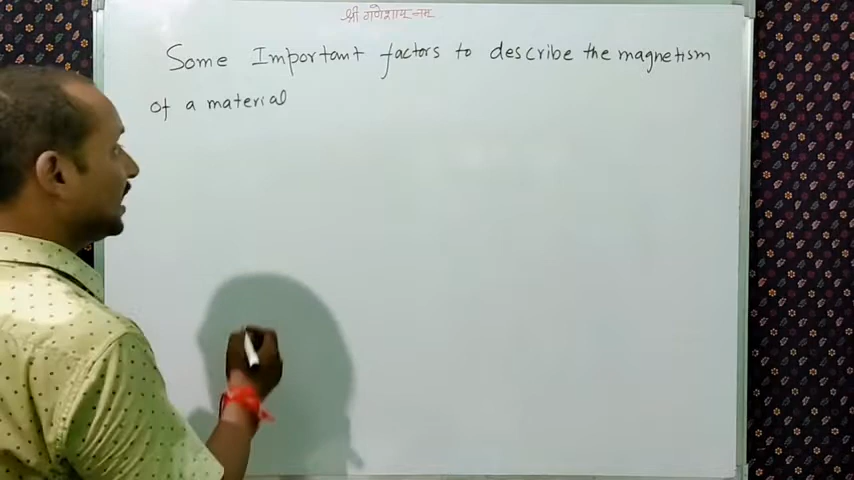 श्री गणेशाय नमः
Some Important factors to describe the magnetism
of a material